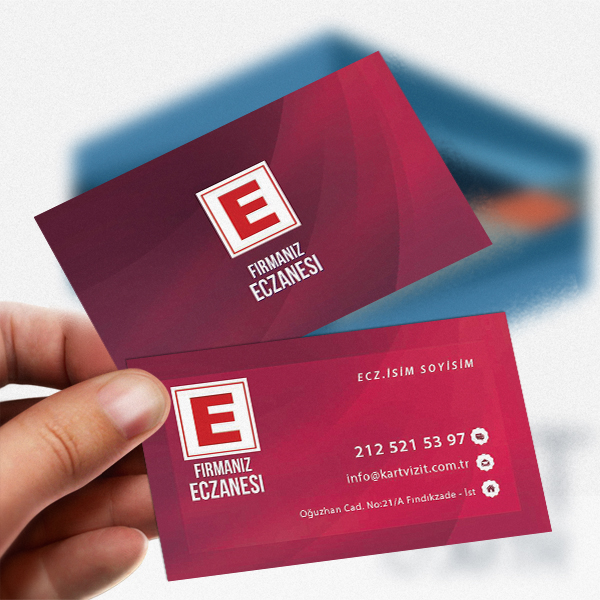 E
FIRMANIZ
ECZANESI
E
FIRMANIZ
ECZANESI
ECZ.İSİM SOYİSİM
212 521 53 97
info@kartvizit.com.tr
Oğuzhan Cad. No:21/A Fındıkzade - İst